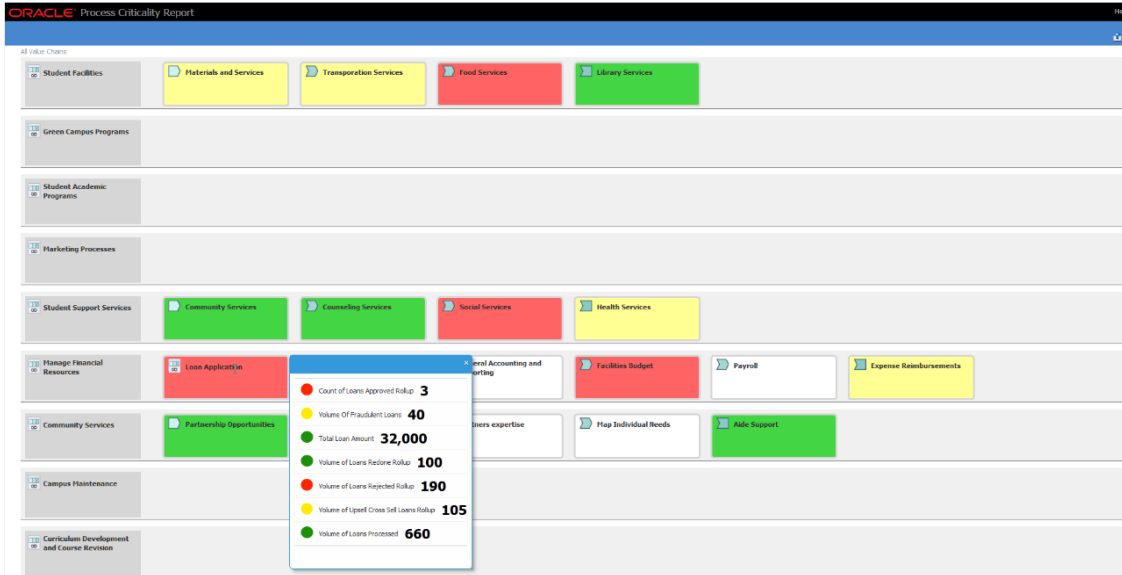 ORACLE Process Criticality Report
He
All Value Chains
Student Facilities
Materials and Services
Transporation Services
Food Services
Library Services
Green Campus Programs
Student Academic
Programs
Marketing Processes
Student Support Services
Community Services
Counseling Services
Social Services
Health Services
Manage Financial
Resources
Loan Application
eral Accounting and
orting
Facilities Budget
Payroll
Expense Reimbursements
Count of Loans Approved Rollup 3
Volume Of Fraudulent Loans 40
Total Loan Amount 32,000
Volume of Loans Redone Rollup 100
Volume of Loans Rejected Rollup 190
Volume of Upsell Cross Sell Loans Rollup 105
Volume of Loans Processed 660
Community Services
Partnership Opportunities
tners expertise
Map Individual Needs
Aide Support
Campus Maintenance
Curriculum Development
and Course Revision